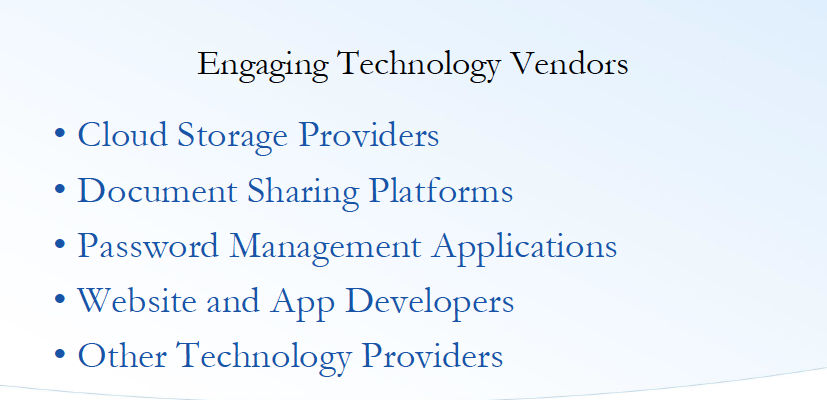 Engaging Technology Vendors
• Cloud Storage Providers
• Document Sharing Platforms
• Password Management Applications
• Website and App Developers
• Other Technology Providers